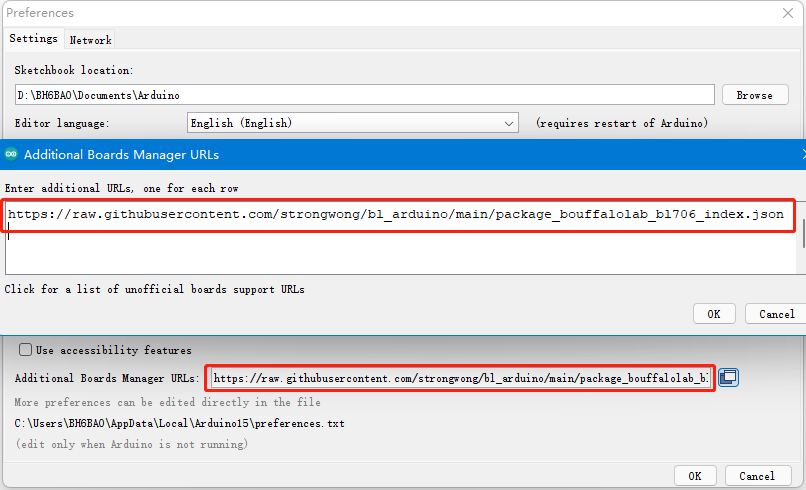 Preferences
Settings
Network
Sketchbook location:
D:\BH6BAO\Documents\Arduino
Browse
Editor language:
English (English)
(requires restart of Arduino)
Additional Boards Manager URLs
Enter additional URLs, one for each row
https://raw.githubusercontent.com/strongwong/bl_arduino/main/package_bouffalolab_bl706_index.json
Click for a list of unofficial boards support URLs
OK
Cancel
Use accessibility features
Additional Boards Manager URLs:
https://raw.githubusercontent.com/strongwong/bl_arduino/main/package_bouffalolab_bl
More preferences can be edited directly in the file
C:\Users\BH6BAO\AppData\Local\Arduino15\preferences.txt
(edit only when Arduino is not running)
OK
Cancel